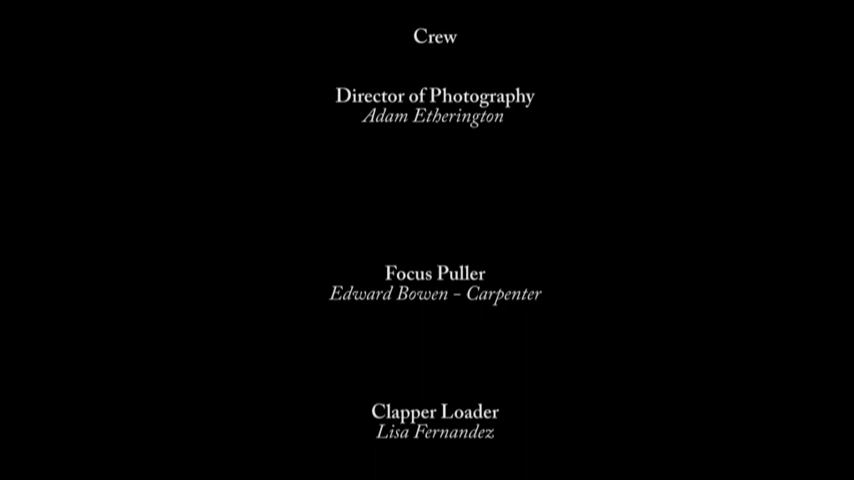 Crew
Director of Photography
Adam Etherington
Focus Puller
Edward Bowen - Carpenter
Clapper Loader
Lisa Fernandez